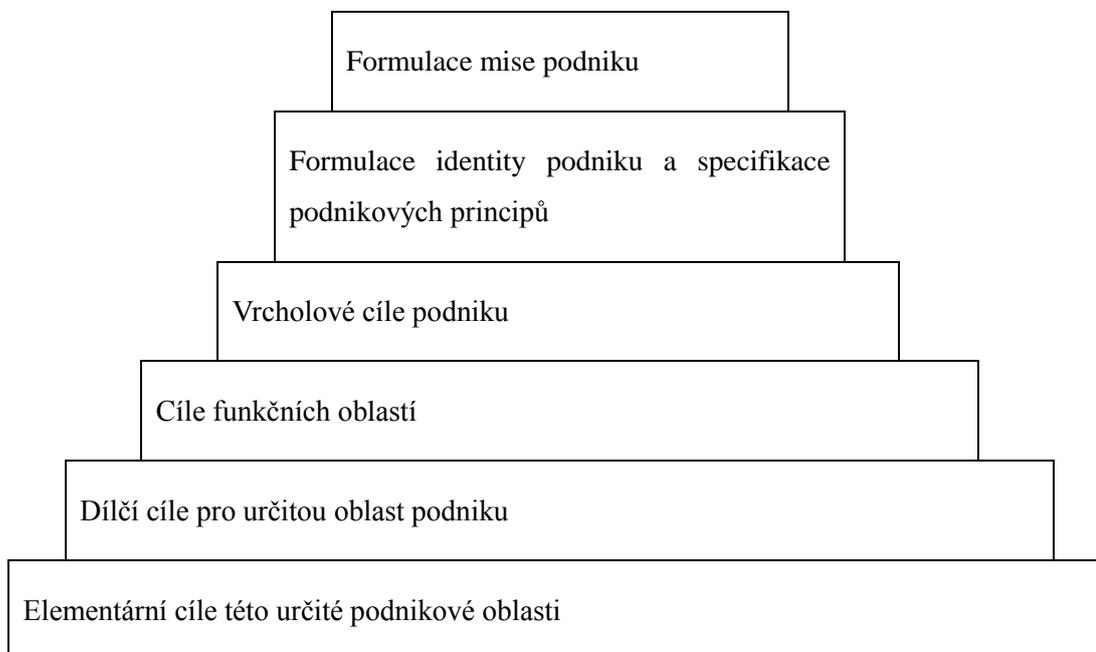 Formulace mise podniku
Formulace identity podniku a specifikace
podnikových principů
Vrcholové cíle podniku
Cíle funkčních oblastí
Dílčí cíle pro určitou oblast podniku
Elementární cíle této určité podnikové oblasti